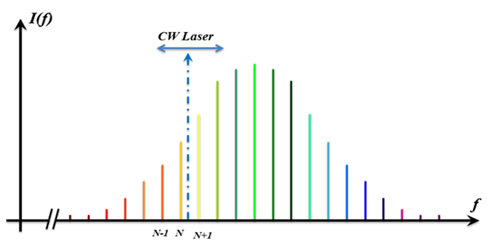 I(f)
CW Laser
f
N-1 N N+1